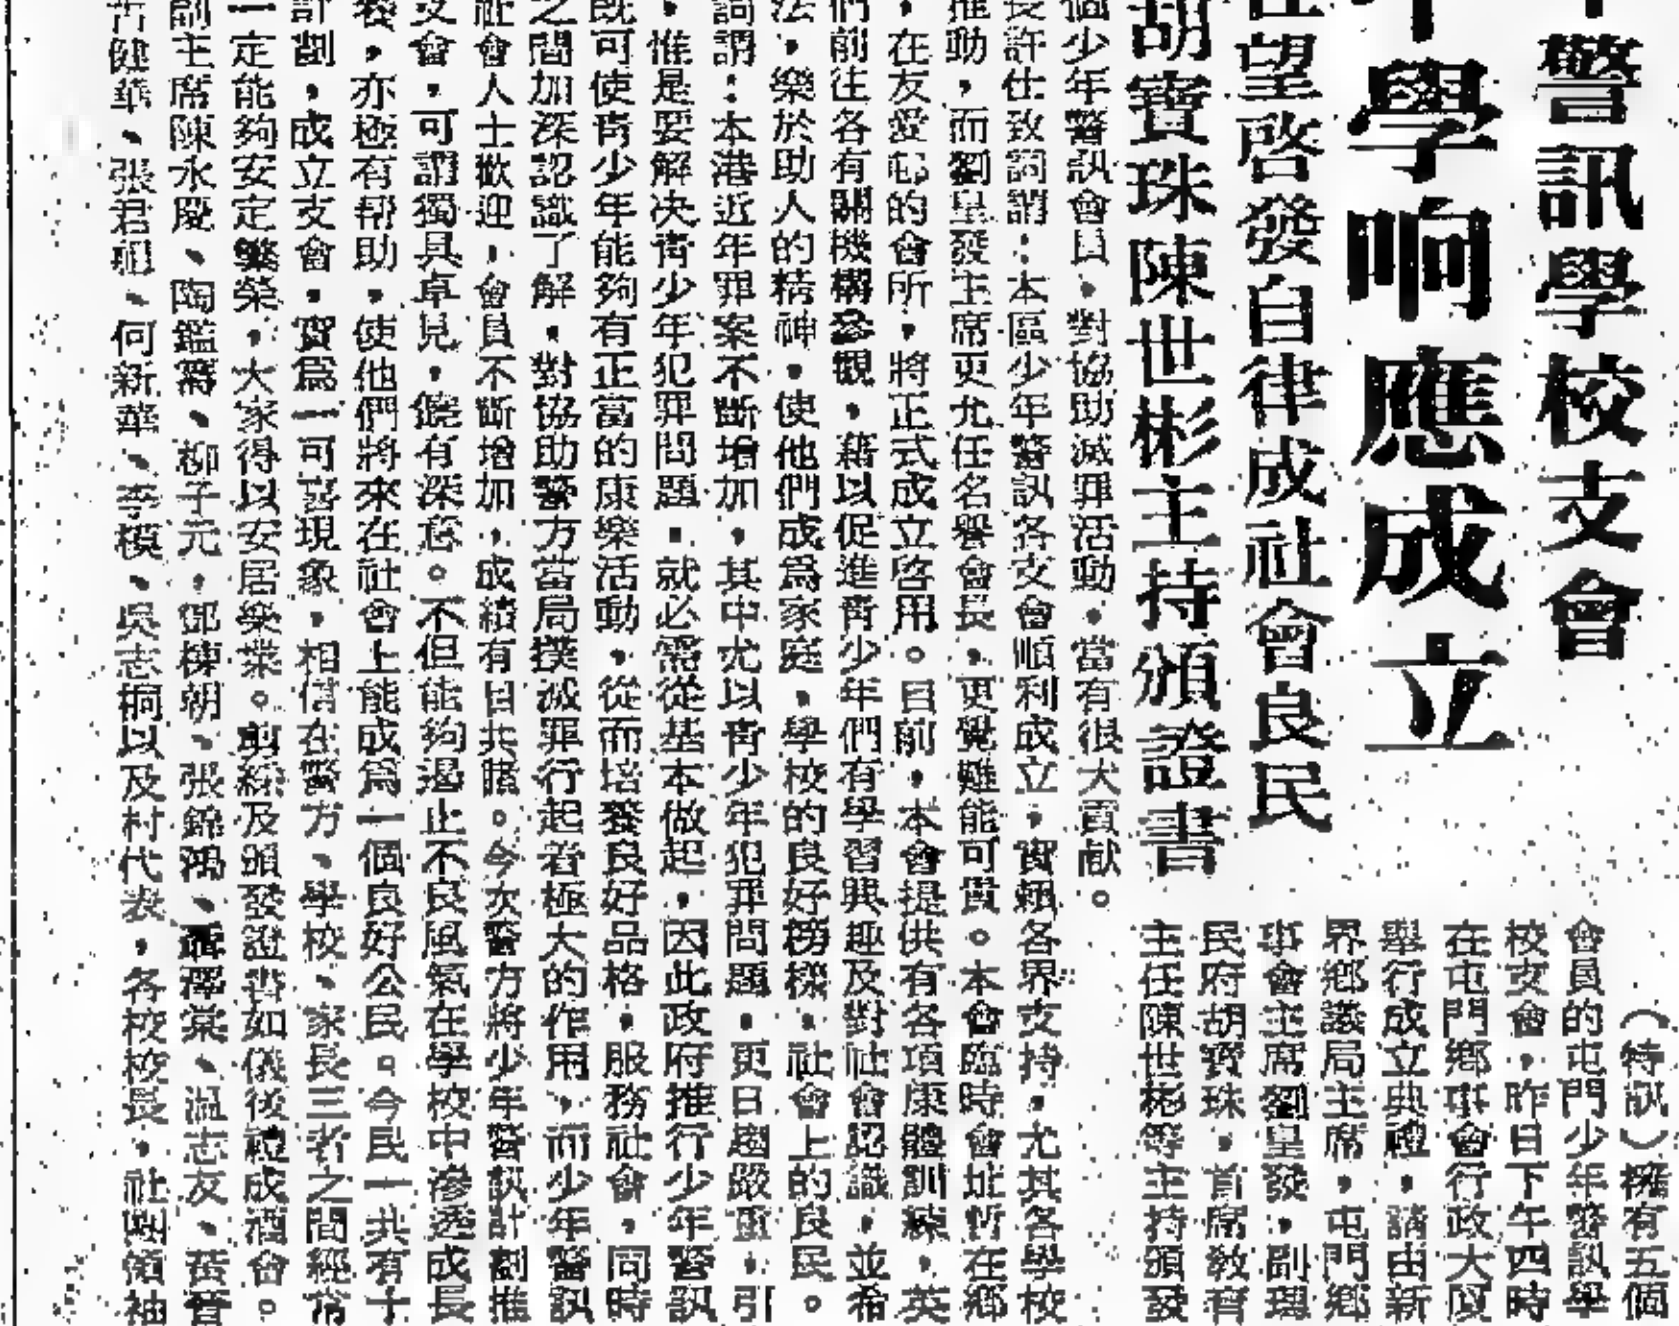 警訊學校支會
學响應成立
望啓發自律成社會良民
胡寶珠陳世彬主持頒證書
（特訊）擁有五個
會員的屯門少年警訊學
校支會，昨日下午四時
在屯門鄉事會行政大厦
舉行成立典禮，請由新
界鄉議局主席，屯門鄉
事會主席劉皇發，副理
民府胡寶珠，首席教育
主任陳世彬等主持頒發
個少年警訊會員，對協助滅罪活動，當有很大貢献。
長許仕致詞謂：本區少年警訊各支會順利成立，實賴各界支持，尤其各學校
推動，而劉皇發主席更允任名譽會長，更覺難能可貴。本會臨時會址暫在鄉
，在友愛邨的會所，將正式成立啓用。目前，本會提供有各項康體訓練，英
們前往各有關機構參觀，藉以促進靑少年們有學習興趣及對社會認識，並希
法，樂於助人的精神，使他們成爲家庭，學校的良好榜樣，社會上的良民。
詞謂：本港近年罪案不斷增加，其中尤以靑少年犯罪問題，更日趨嚴重，引
，惟是要解決靑少年犯罪問題，就必需從基本做起，因此政府推行少年警訊
既可使靑少年能夠有正當的康樂活動，從而培養良好品格，服務社會，同時
之間加深認識了解，對協助警方當局撲滅罪行起着極大的作用，而少年警訊
社會人士歡迎，會員不斷增加，成績有目共睹。今次警方將少年警訊計劃推
支會，可謂獨具卓見，饒有深意。不但能夠遏止不良風氣在學校中滲透成長
養，亦極有帮助，使他們將來在社會上能成爲一個良好公民。今民一共有十
計劃，成立支會，實爲一可喜現象，相信在警方、學校、家長三者之間經常
一定能夠安定繁榮，大家得以安居樂業。剪綵及頒發證書如儀後禮成酒會。
副主席陳永慶、陶鑑籌、柳子元，鄧棟朝、張錦鴻、澤棠、温志友、
健華、張君祖、何新華、李模、吳志桐以及村代表，各校校長，社團領袖